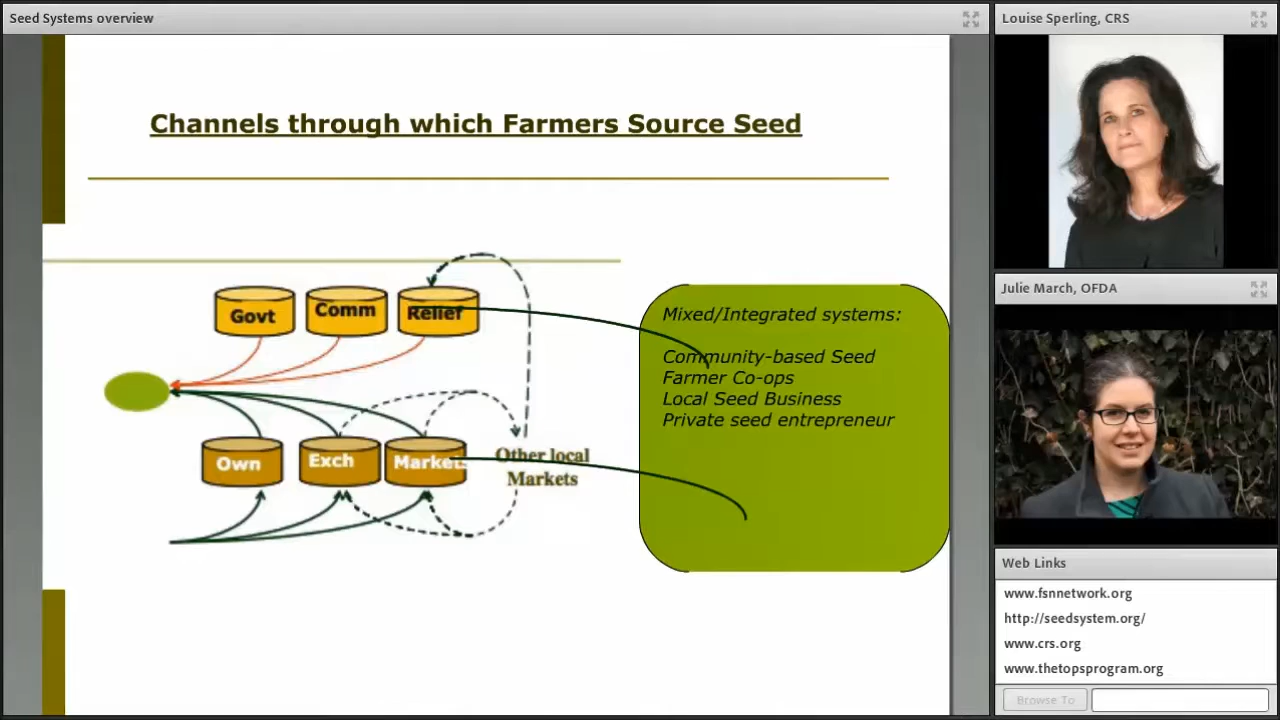 Seed Systems overview
Channels through which Farmers Source Seed
Govt
Comm
Relief
Own
Exch
Markets
Other local
Markets
Mixed/Integrated systems:
Community-based Seed
Farmer Co-ops
Local Seed Business
Private seed entrepreneur
Louise Sperling, CRS
Julie March, OFDA
Web Links
www.fsnnetwork.org
http://seedsystem.org/
www.crs.org
www.thetopsprogram.org
Browse To